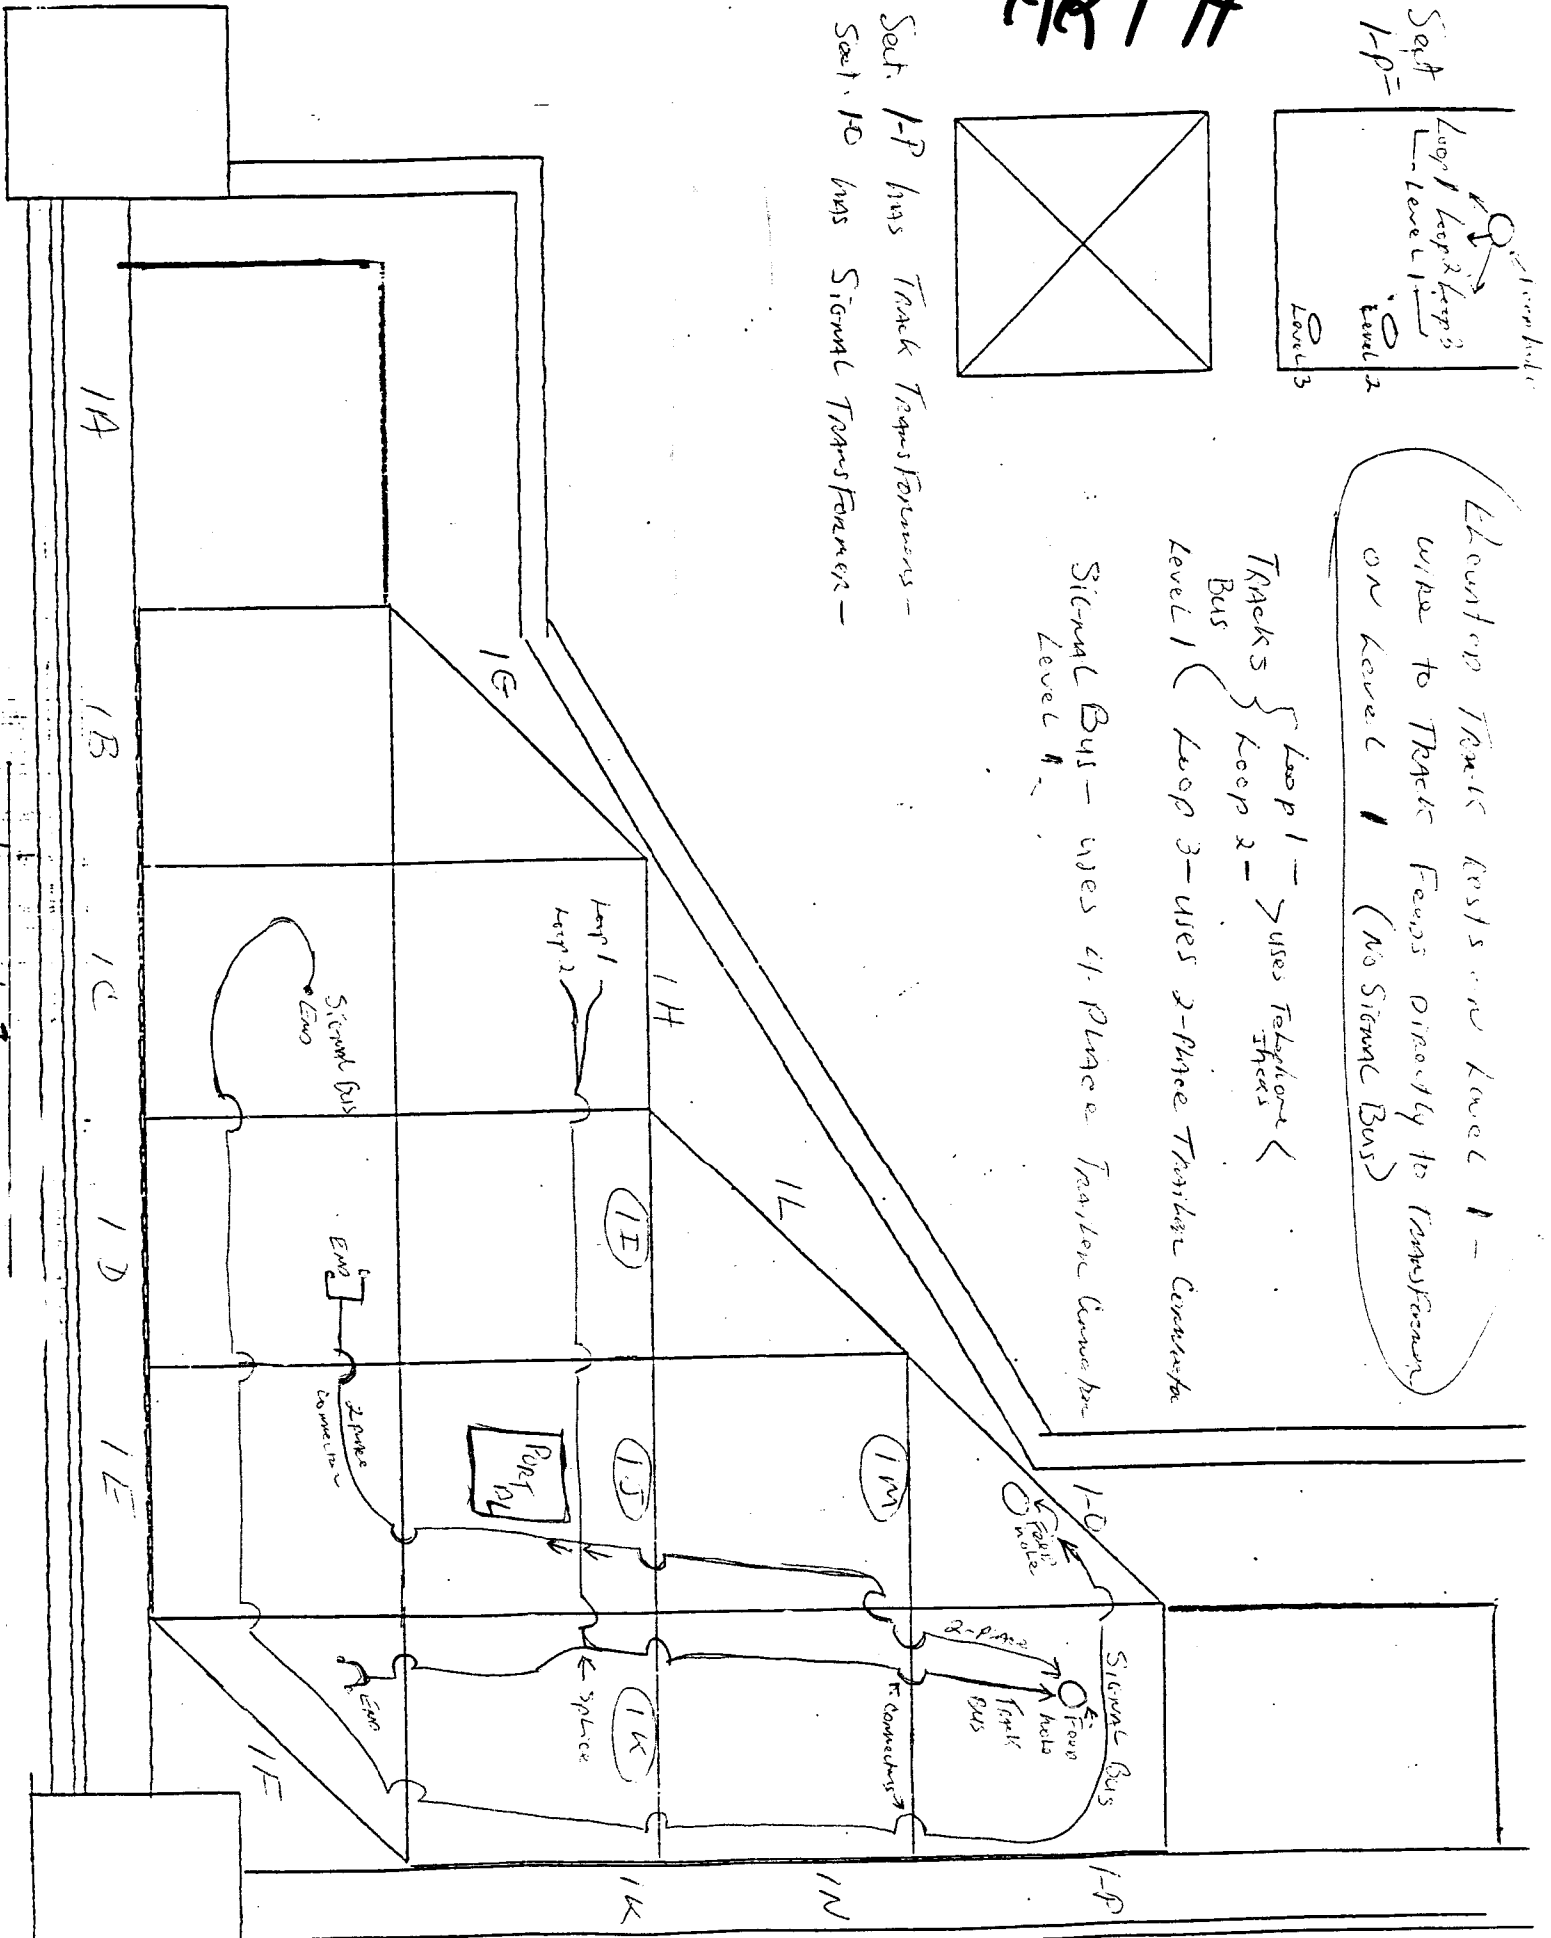 Sect
1-P=
Loop 1 Loop 2 Loop 3
Level 1
Level 2
Level 3
Track rests on Level 1 -
wire to Track Feeds Directly to Transformer
on Level 1 (No Signal Bus)
Tracks
Bus
Level 1
Loop 1 -
Loop 2 -
uses Telephone
Loop 3 - uses 2-Place Trailer Connector
Signal Bus - uses 4-Place Trailer Connector
Level 1
Sect. 1-P has Track Transformers -
Sect. 1-O has Signal Transformer -
1A
1B
1C
1D
1E
1F
1G
1H
1I
1J
1K
1L
1M
1N
1-O
1-P
1K
Loop 1
Loop 2
Signal Bus
End
End
2 place
connector
Port
Splice
End
Connectors
2-Place
Track
Bus
Feed
hole
Feed
hole
Signal Bus